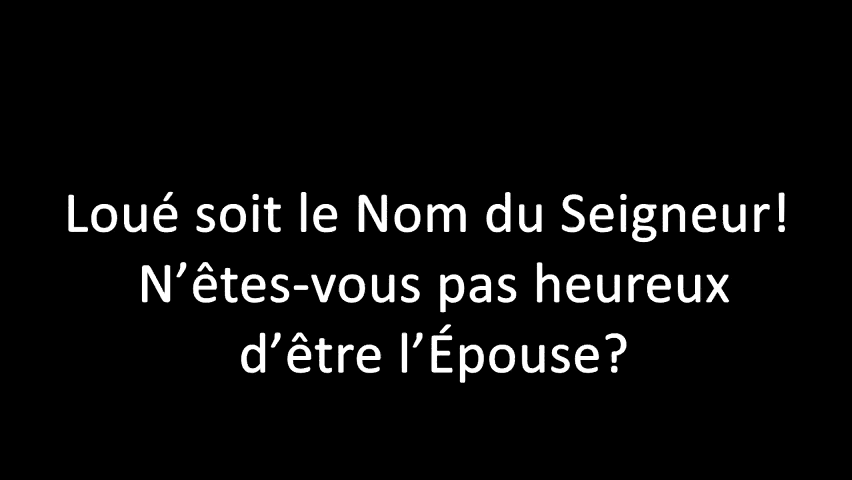 Loué soit le Nom du Seigneur!
N’êtes-vous pas heureux
d’être l’Épouse?